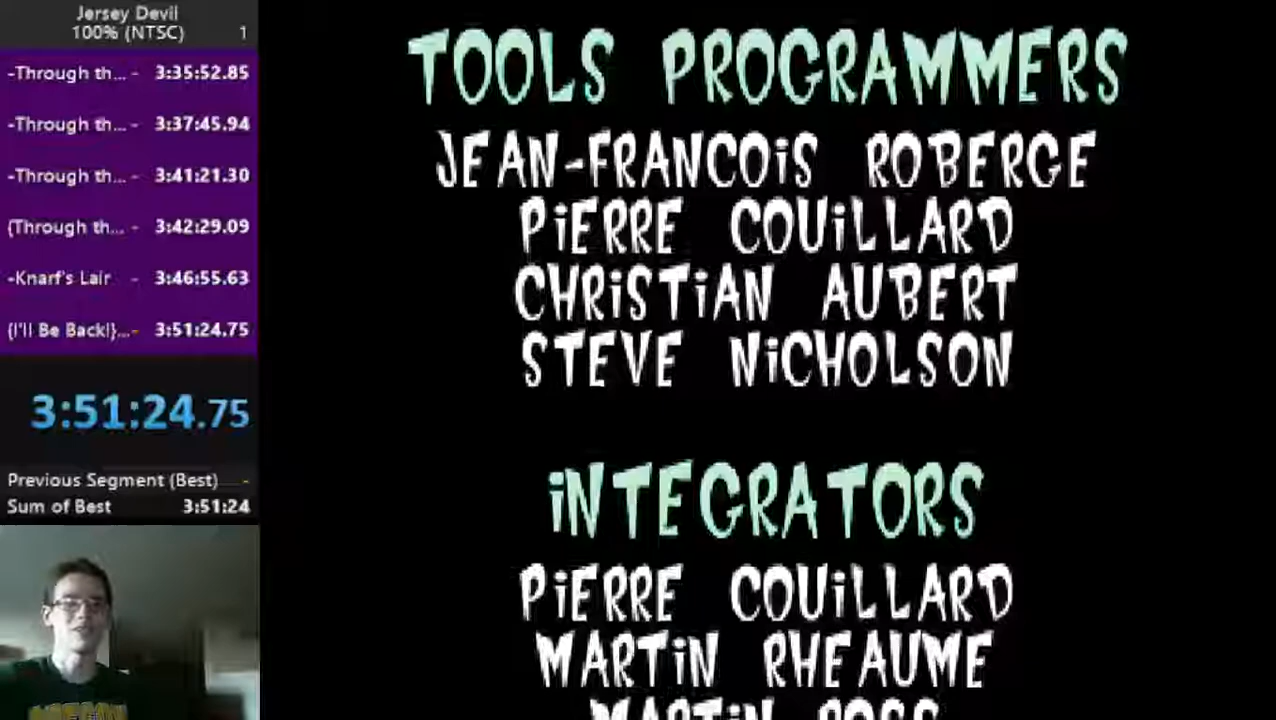 Jersey Devil
100% (NTSC) 1
-Through th... - 3:35:52.85
-Through th... - 3:37:45.94
-Through th... - 3:41:21.30
{Through th... - 3:42:29.09
-Knarf's Lair - 3:46:55.63
{I'll Be Back!}... - 3:51:24.75
3:51:24.75
Previous Segment (Best) -
Sum of Best 3:51:24
TOOLS PROGRAMMERS
JEAN-FRANCOiS ROBERGE
PiERRE COUiLLARD
CHRiSTiAN AUBERT
STEVE NiCHOLSON
iNTEGRATORS
PiERRE COUiLLARD
MARTiN RHEAUME
MARTiN ROSS
OREGON